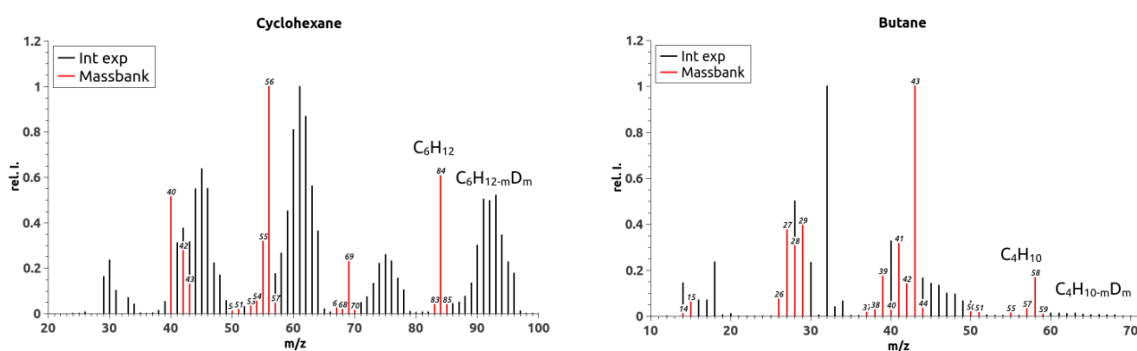 Cyclohexane
1.2
Int exp
Massbank
1
0.8
0.6
0.4
0.2
0
rel. I.
20 30 40 50 60 70 80 90 100
m/z
40
42
43
51
53
54
55
56
57
68
69
70
83
84
85
C₆H₁₂
C₆H₁₂₋ₘDₘ
Butane
1.2
Int exp
Massbank
1
0.8
0.6
0.4
0.2
0
rel. I.
10 20 30 40 50 60 70
m/z
14
15
26
27
28
29
38
39
40
41
42
43
44
51
55
57
58
59
C₄H₁₀
C₄H₁₀₋ₘDₘ